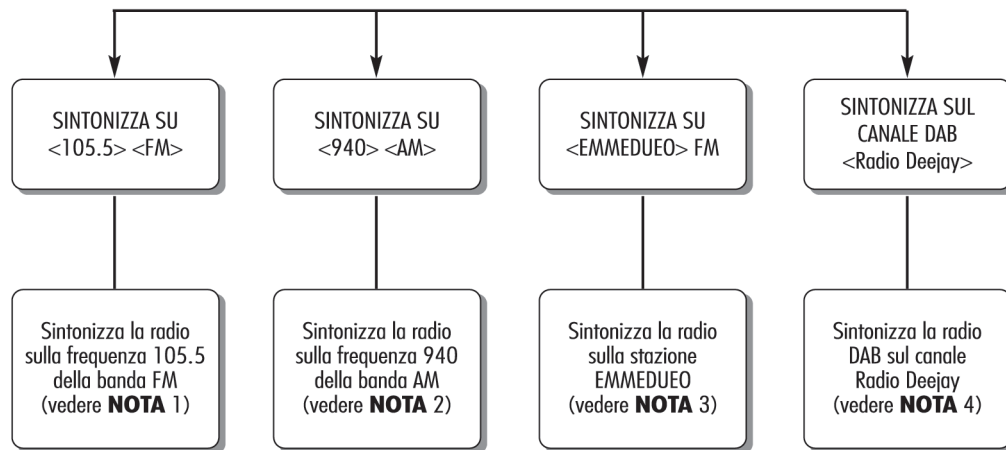 SINTONIZZA SU
<105.5> <FM>
SINTONIZZA SU
<940> <AM>
SINTONIZZA SU
<EMMEDUEO> FM
SINTONIZZA SUL
CANALE DAB
<Radio Deejay>
Sintonizza la radio
sulla frequenza 105.5
della banda FM
(vedere NOTA 1)
Sintonizza la radio
sulla frequenza 940
della banda AM
(vedere NOTA 2)
Sintonizza la radio
sulla stazione
EMMEDUEO
(vedere NOTA 3)
Sintonizza la radio
DAB sul canale
Radio Deejay
(vedere NOTA 4)